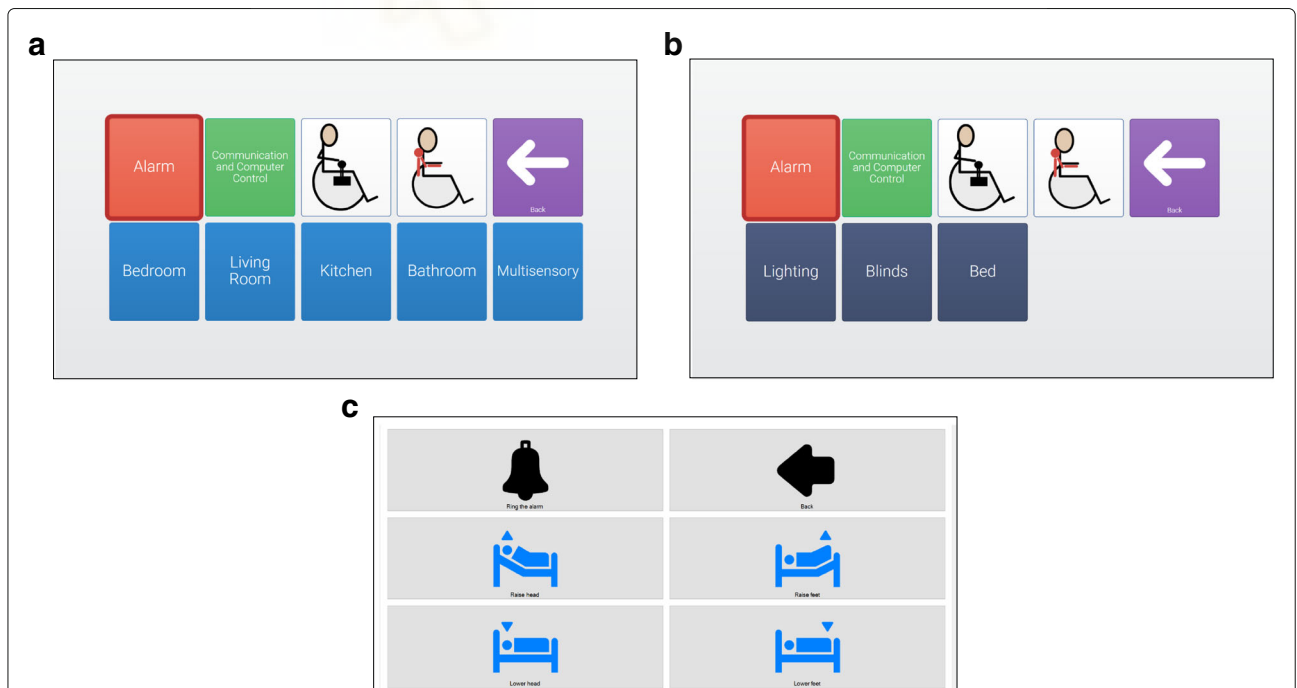 a
b
Alarm
Communication
and Computer
Control
Back
Bedroom
Living
Room
Kitchen
Bathroom
Multisensory
Alarm
Communication
and Computer
Control
Back
Lighting
Blinds
Bed
c
Ring the alarm
Back
Raise head
Raise feet
Lower head
Lower feet